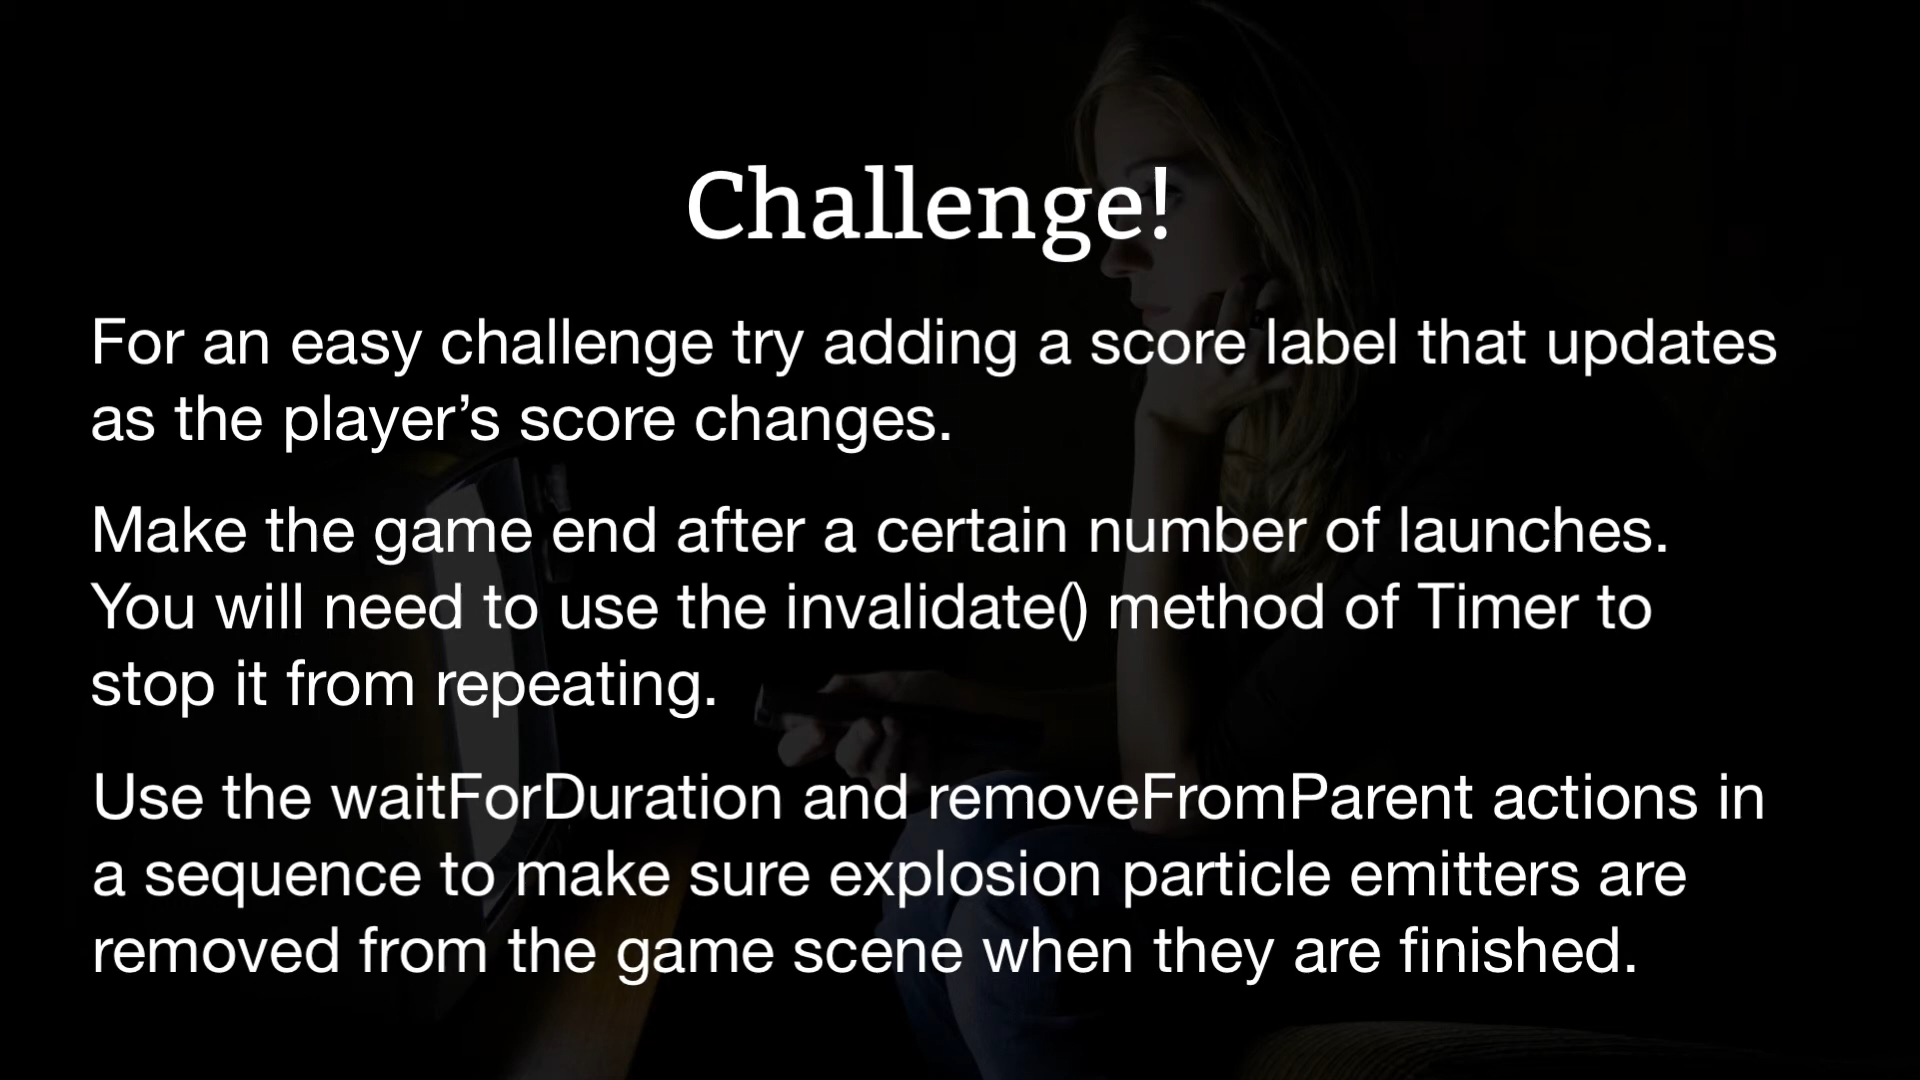 Challenge!
For an easy challenge try adding a score label that updates
as the player’s score changes.
Make the game end after a certain number of launches.
You will need to use the invalidate() method of Timer to
stop it from repeating.
Use the waitForDuration and removeFromParent actions in
a sequence to make sure explosion particle emitters are
removed from the game scene when they are finished.